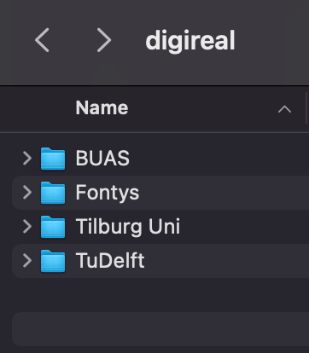 digireal
Name
BUAS
Fontys
Tilburg Uni
TuDelft